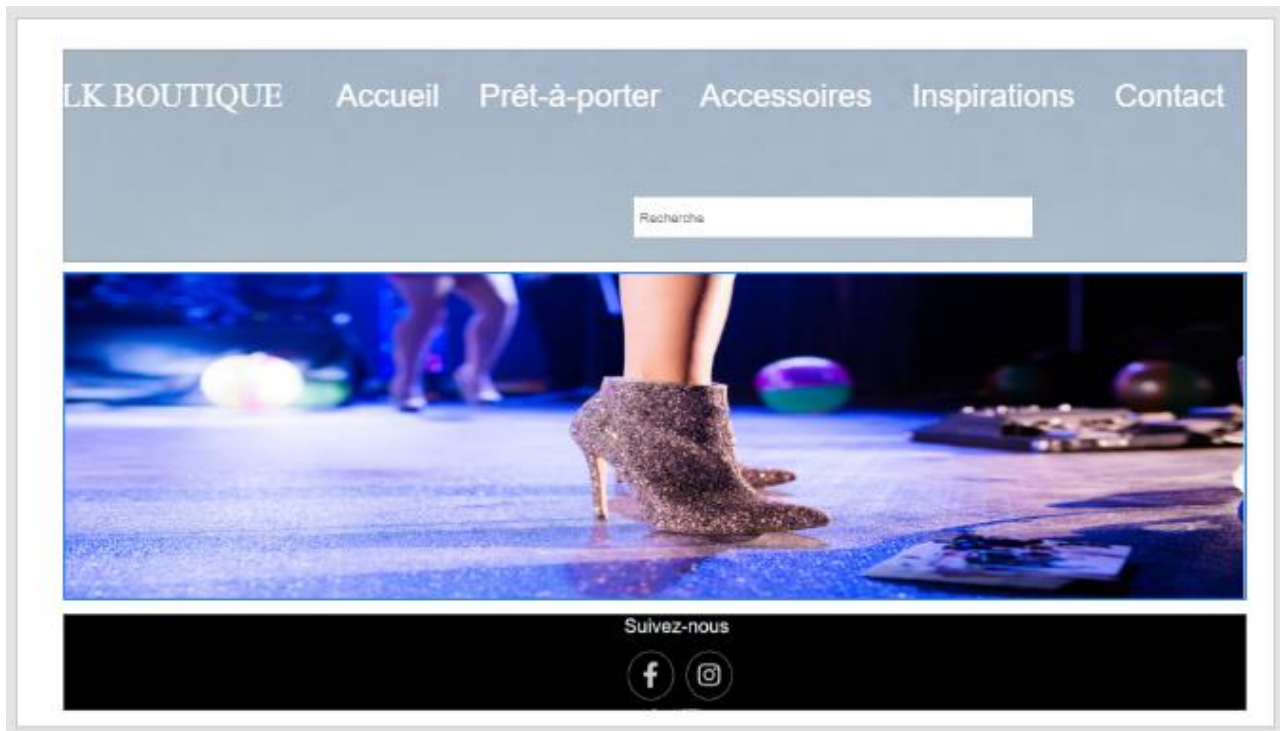 LK BOUTIQUE Accueil Prêt-à-porter Accessoires Inspirations Contact
Recherche
Suivez-nous